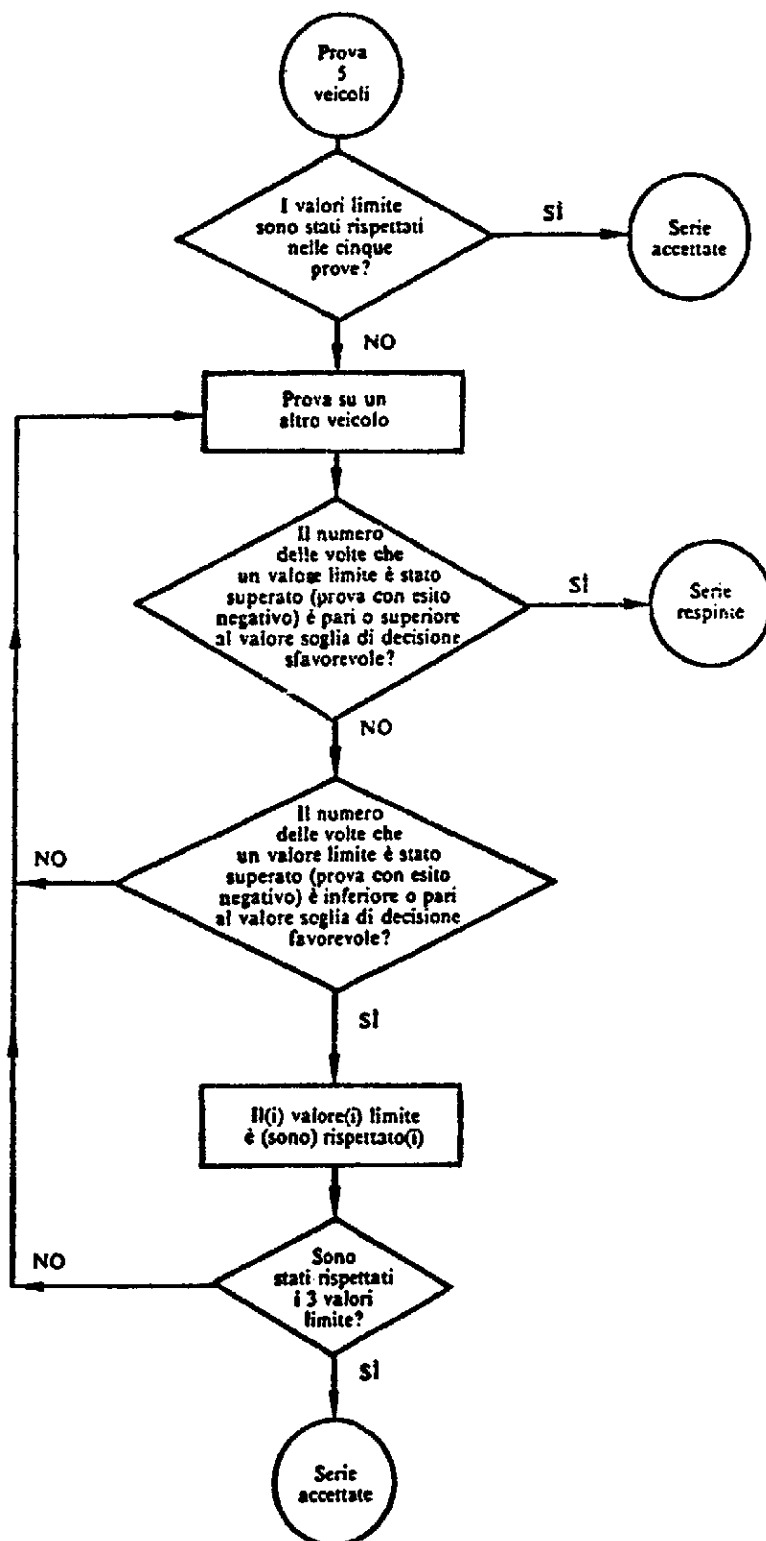 Prova
5
veicoli
I valori limite
sono stati rispettati
nelle cinque
prove?
SÌ
Serie
accettate
NO
Prova su un
altro veicolo
Il numero
delle volte che
un valore limite è stato
superato (prova con esito
negativo) è pari o superiore
al valore soglia di decisione
sfavorevole?
SÌ
Serie
respinte
NO
Il numero
delle volte che
un valore limite è stato
superato (prova con esito
negativo) è inferiore o pari
al valore soglia di decisione
favorevole?
NO
SÌ
Il(i) valore(i) limite
è (sono) rispettato(i)
Sono
stati rispettati
i 3 valori
limite?
NO
SÌ
Serie
accettate